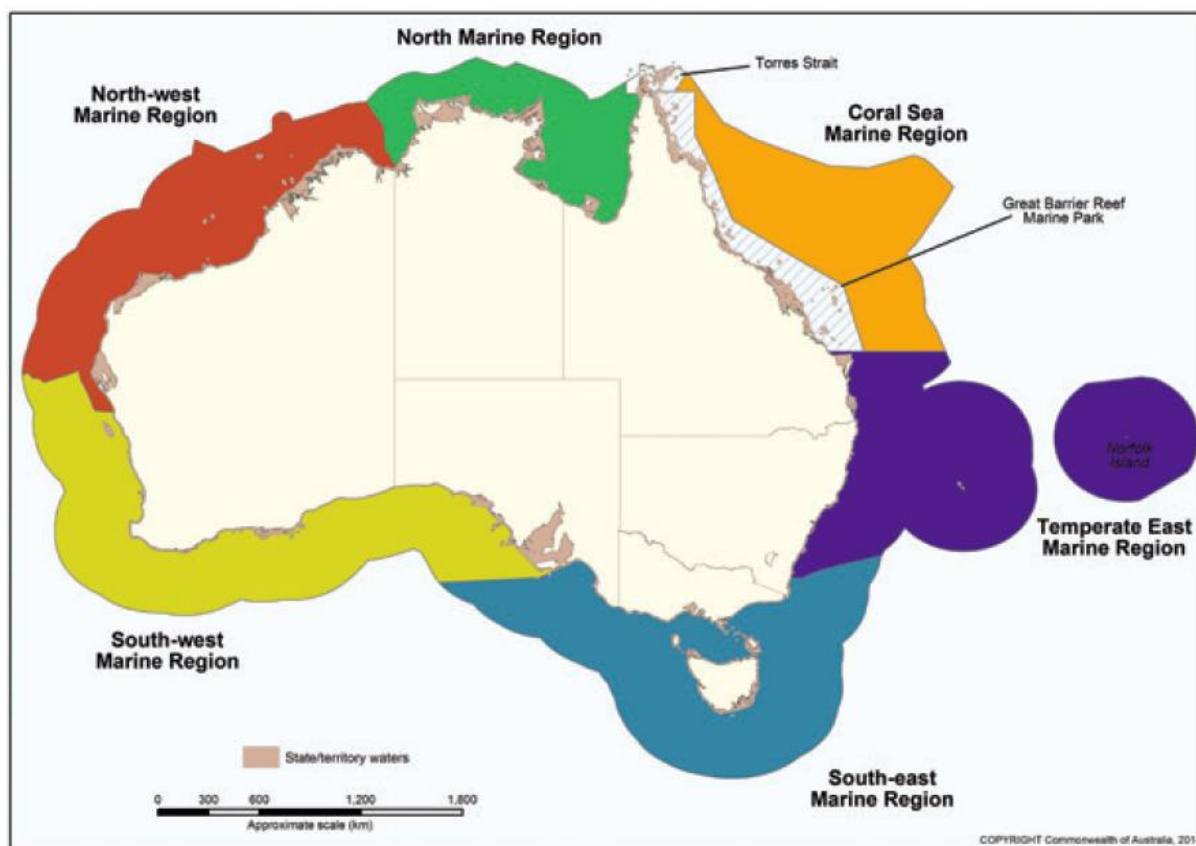 North Marine Region
Torres Strait
North-west
Marine Region
Coral Sea
Marine Region
Great Barrier Reef
Marine Park
Norfolk
Island
Temperate East
Marine Region
South-west
Marine Region
State/territory waters
South-east
Marine Region
0 300 600 1,200 1,800
Approximate scale (km)
COPYRIGHT Commonwealth of Australia,